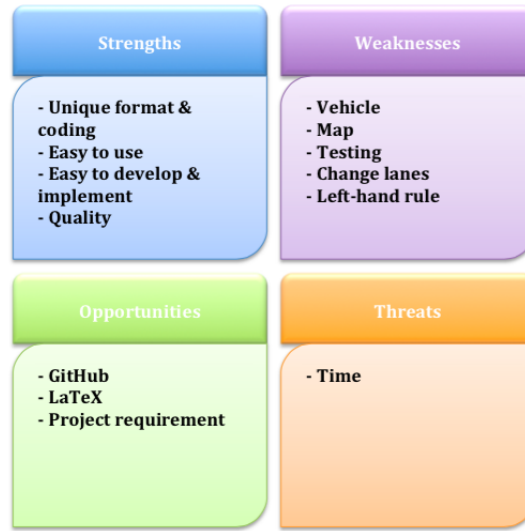 Strengths
- Unique format &
coding
- Easy to use
- Easy to develop &
implement
- Quality
Weaknesses
- Vehicle
- Map
- Testing
- Change lanes
- Left-hand rule
Opportunities
- GitHub
- LaTeX
- Project requirement
Threats
- Time